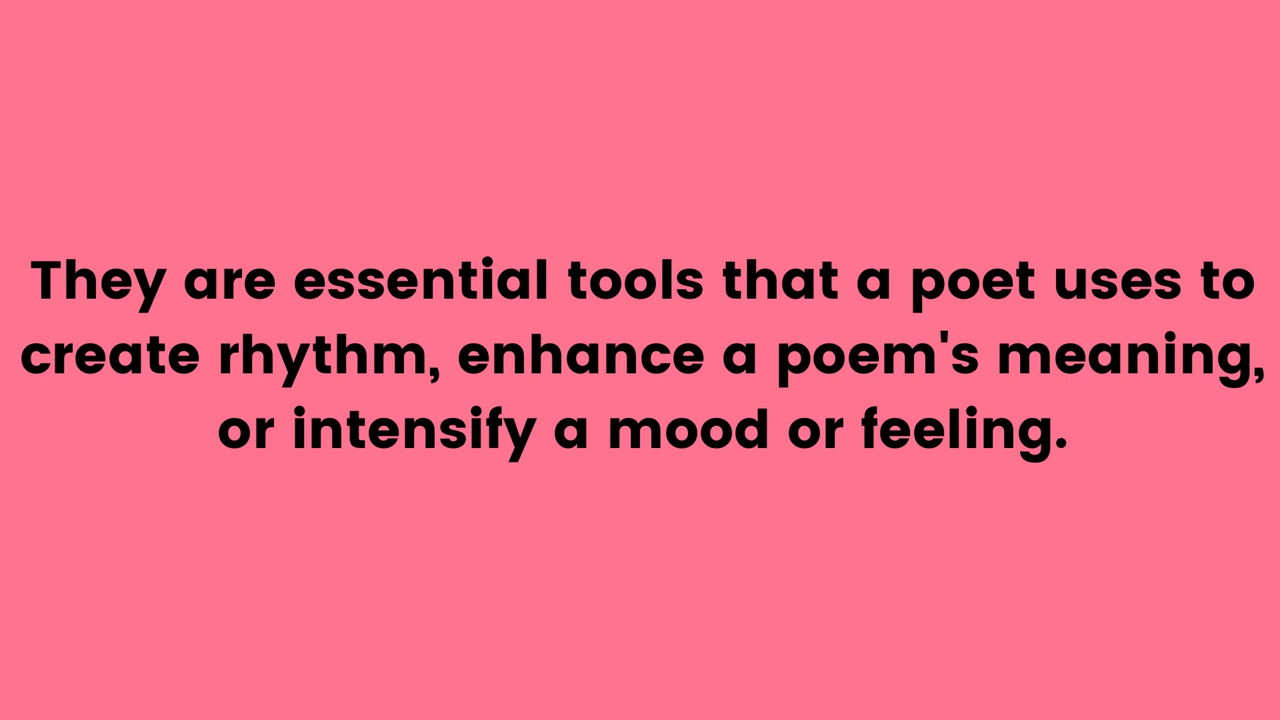 They are essential tools that a poet uses to
create rhythm, enhance a poem's meaning,
or intensify a mood or feeling.